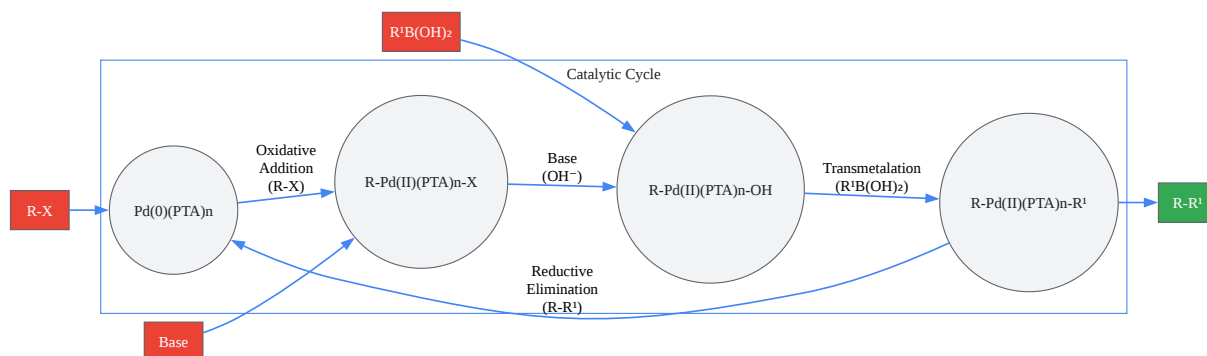 R¹B(OH)₂
Catalytic Cycle
Oxidative
Addition
(R-X)
Base
(OH⁻)
Transmetalation
(R¹B(OH)₂)
R-X
Pd(0)(PTA)n
R-Pd(II)(PTA)n-X
R-Pd(II)(PTA)n-OH
R-Pd(II)(PTA)n-R¹
R-R¹
Reductive
Elimination
(R-R¹)
Base